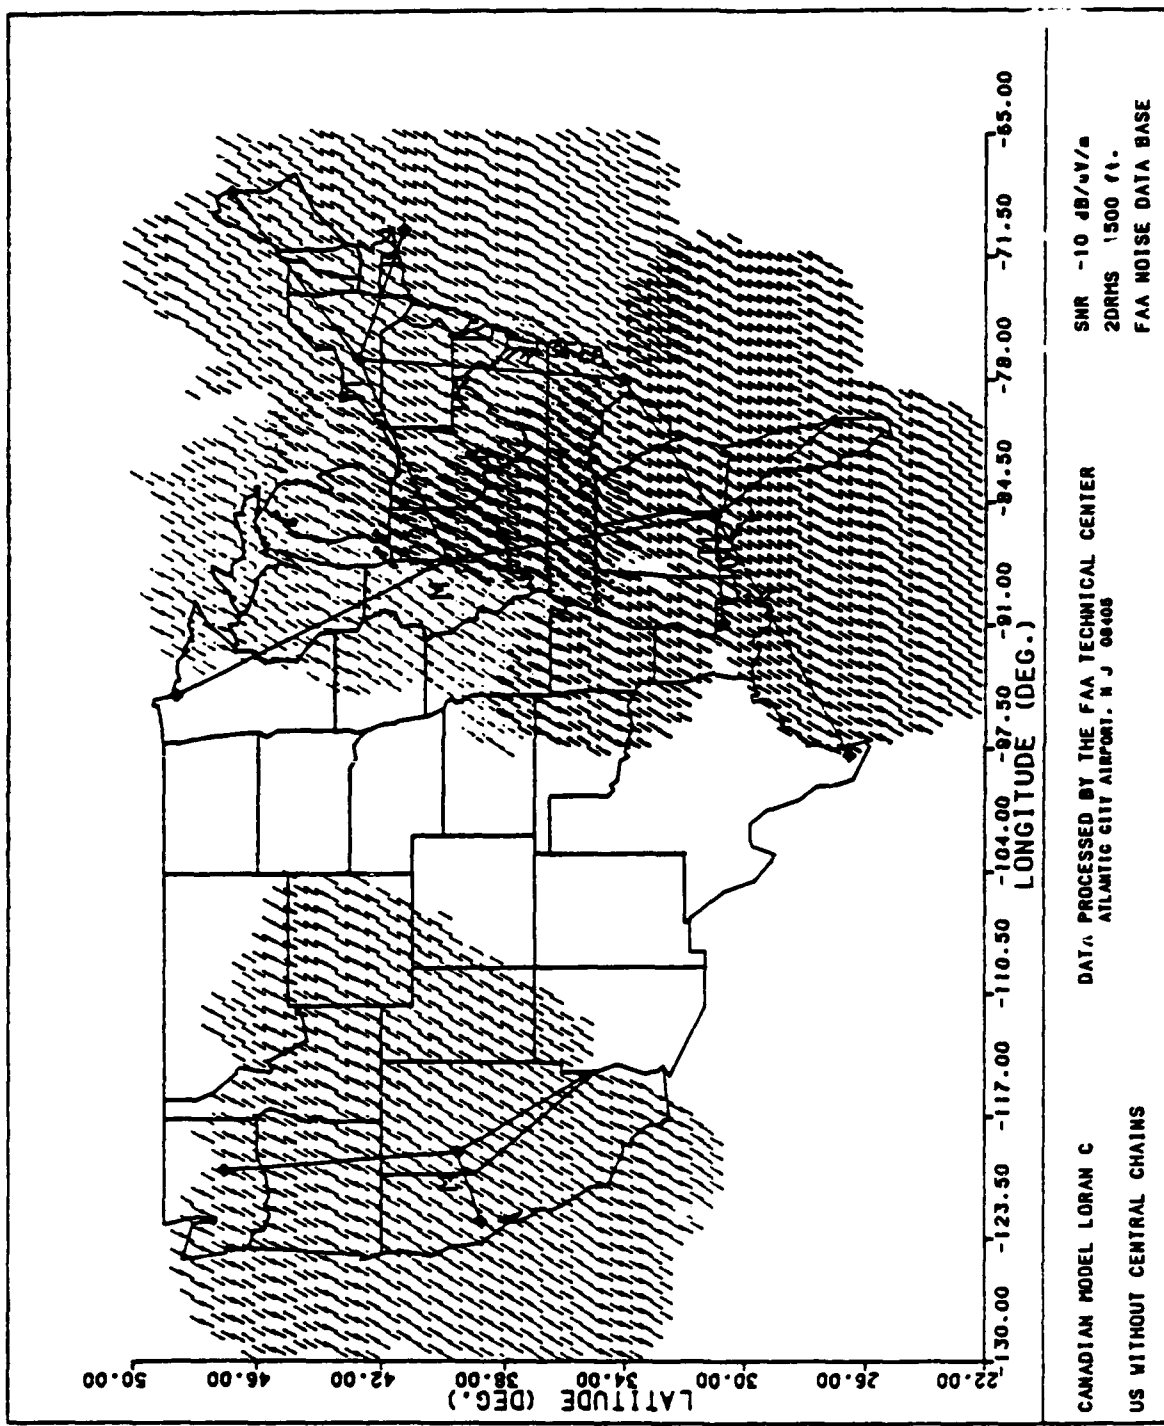 50.00
46.00
42.00
38.00
34.00
30.00
26.00
22.00
LATITUDE (DEG.)
-130.00
-123.50
-117.00
-110.50
-104.00
-97.50
-91.00
-84.50
-78.00
-71.50
-65.00
LONGITUDE (DEG.)
M
W
CANADIAN MODEL LORAN C
US WITHOUT CENTRAL CHAINS
DATA PROCESSED BY THE FAA TECHNICAL CENTER
ATLANTIC CITY AIRPORT. N J 08405
SNR -10 dB/uV/m
2DRMS 1500 ft.
FAA NOISE DATA BASE